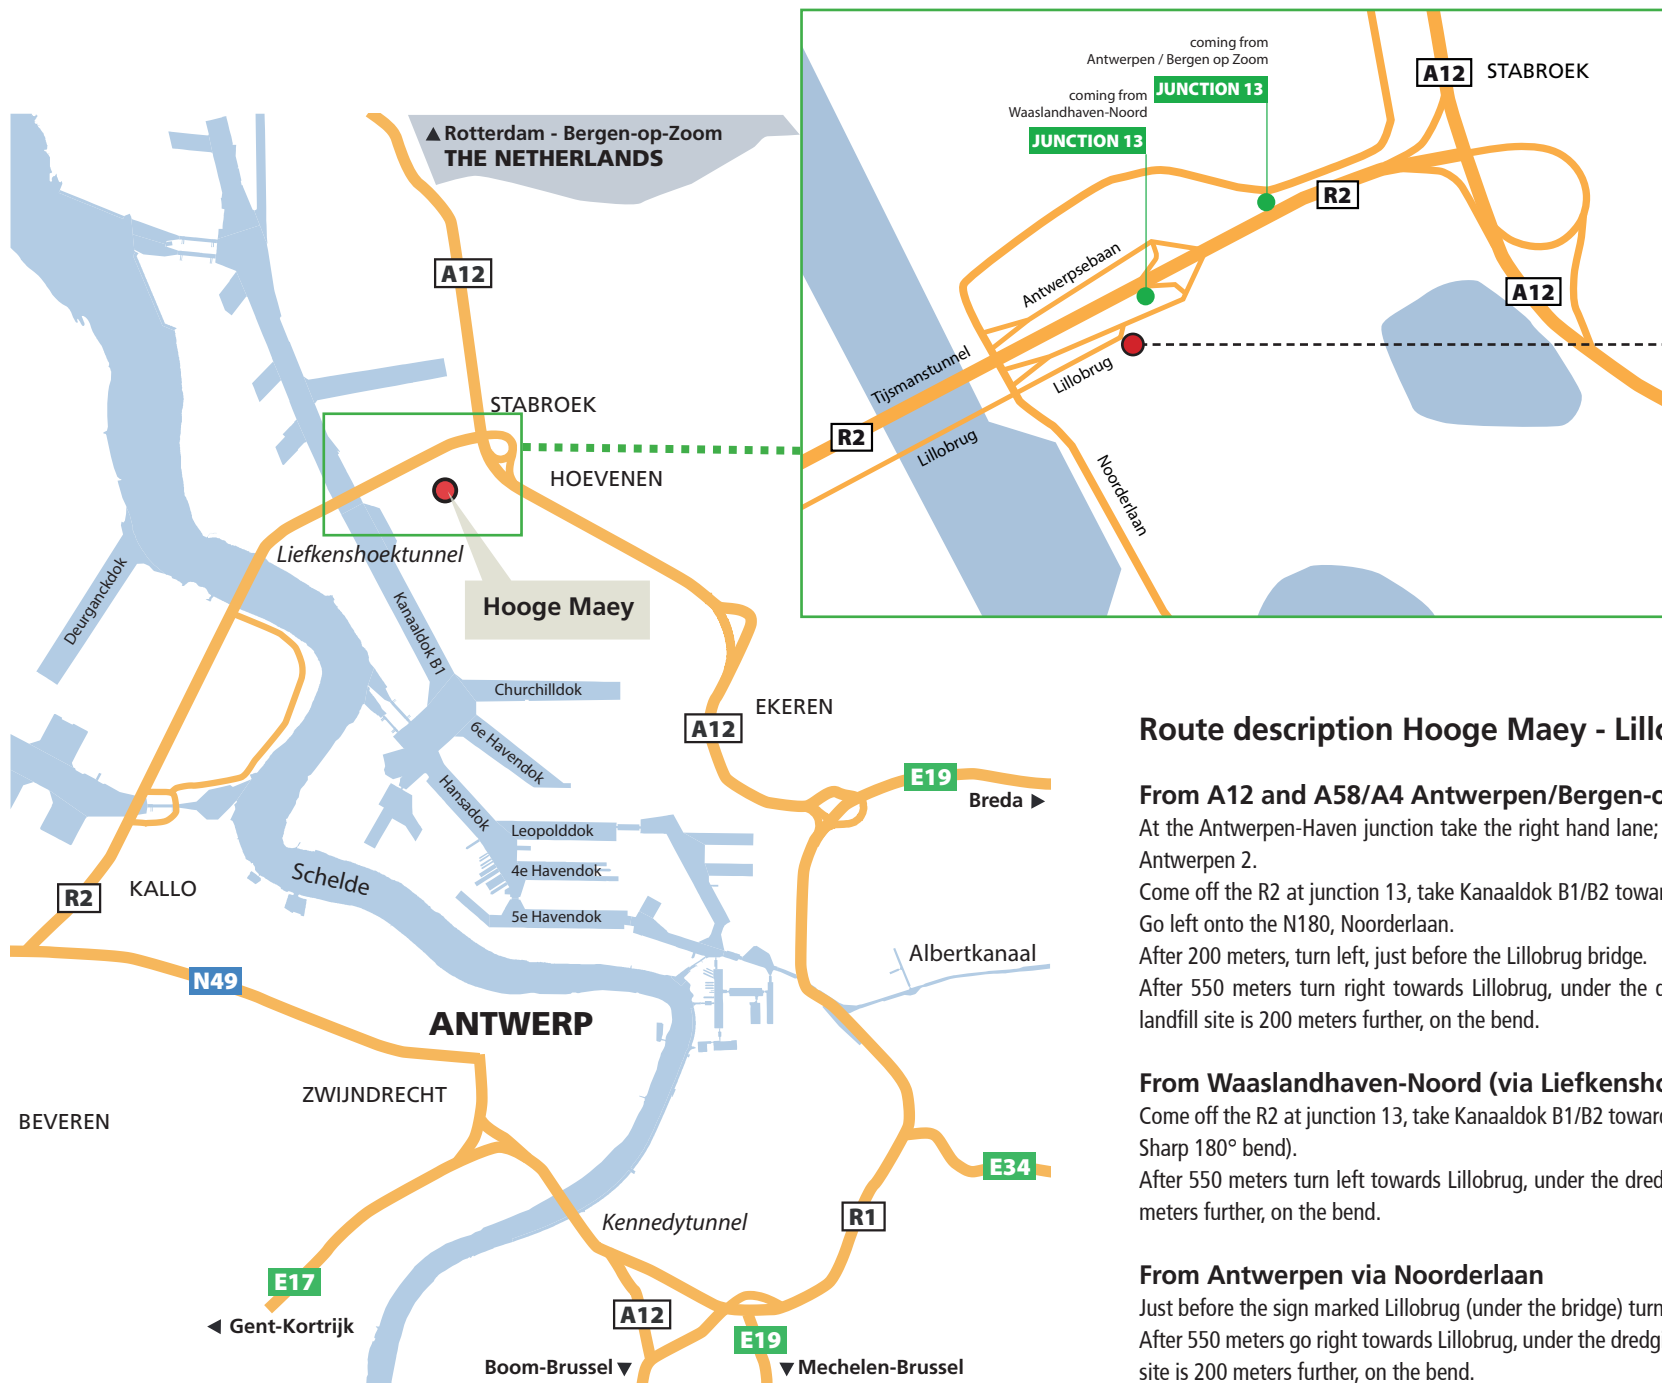 coming from
Antwerpen / Bergen op Zoom
JUNCTION 13
coming from
Waaslandhaven-Noord
JUNCTION 13
A12
STABROEK
R2
A12
Antwerpsebaan
Tijsmanstunnel
Lillobrug
R2
Lillobrug
Noorderlaan
▲ Rotterdam - Bergen-op-Zoom
THE NETHERLANDS
A12
STABROEK
HOEVENEN
Liefkenshoektunnel
Hooge Maey
Deurganckdok
Kanaaldok B1
Churchilldok
6e Havendok
EKEREN
A12
E19
Breda ▶
Hansadok
Leopolddok
4e Havendok
5e Havendok
Schelde
R2
KALLO
N49
Albertkanaal
ANTWERP
ZWIJNDRECHT
BEVEREN
E34
R1
Kennedytunnel
E17
◀ Gent-Kortrijk
A12
E19
Boom-Brussel ▼
▼ Mechelen-Brussel
Route description Hooge Maey - Lillo
From A12 and A58/A4 Antwerpen/Bergen-o
At the Antwerpen-Haven junction take the right hand lane;
Antwerpen 2.
Come off the R2 at junction 13, take Kanaaldok B1/B2 towar
Go left onto the N180, Noorderlaan.
After 200 meters, turn left, just before the Lillobrug bridge.
After 550 meters turn right towards Lillobrug, under the d
landfill site is 200 meters further, on the bend.
From Waaslandhaven-Noord (via Liefkensho
Come off the R2 at junction 13, take Kanaaldok B1/B2 toward
Sharp 180° bend).
After 550 meters turn left towards Lillobrug, under the dred
meters further, on the bend.
From Antwerpen via Noorderlaan
Just before the sign marked Lillobrug (under the bridge) turn
After 550 meters go right towards Lillobrug, under the dredg
site is 200 meters further, on the bend.